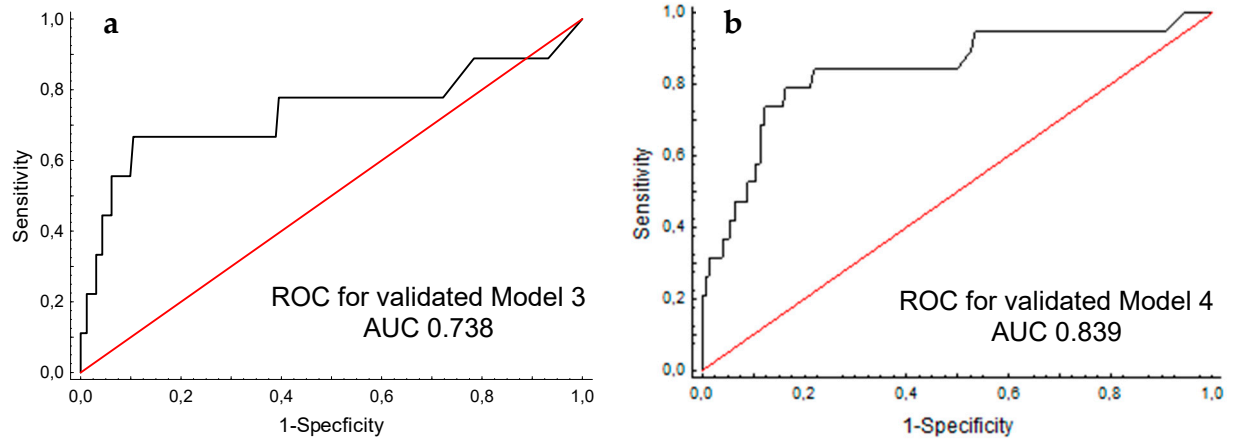 a
1,0
0,8
0,6
0,4
0,2
0,0
Sensitivity
ROC for validated Model 3
AUC 0.738
0,0 0,2 0,4 0,6 0,8 1,0
1-Specficity
b
1,0
0,8
0,6
0,4
0,2
0,0
Sensitivity
ROC for validated Model 4
AUC 0.839
0,0 0,2 0,4 0,6 0,8 1,0
1-Specificity